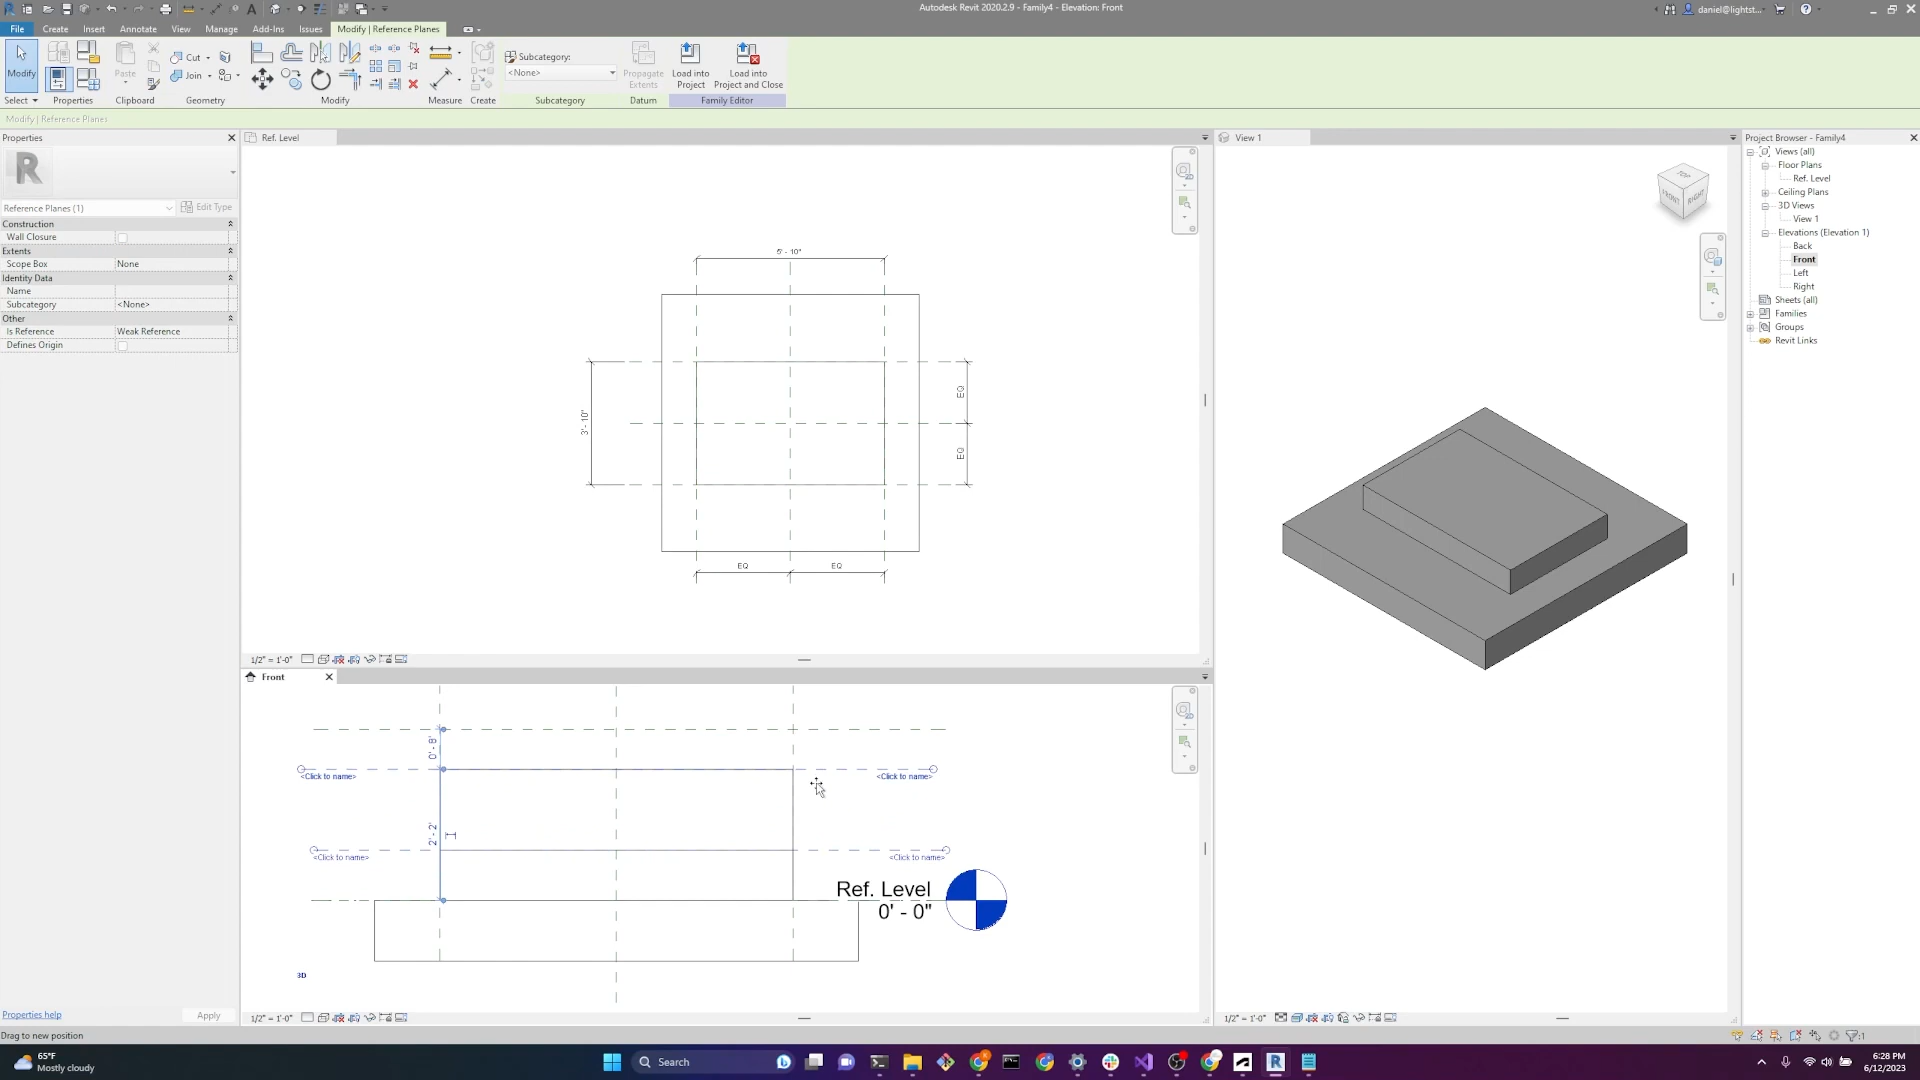 Autodesk Revit 2020.2.9 - Family4 - Elevation: Front
daniel@lightst...
File Create Insert Annotate View Manage Add-Ins Issues Modify | Reference Planes
Modify
Paste
Cut
Join
Subcategory:
<None>
Propagate
Extents
Load into
Project
Load into
Project and Close
Select Properties Clipboard Geometry Modify Measure Create Subcategory Datum Family Editor
Modify | Reference Planes
Properties
Reference Planes (1)
Edit Type
Construction
Wall Closure
Extents
Scope Box None
Identity Data
Name
Subcategory <None>
Other
Is Reference Weak Reference
Defines Origin
Properties help
Apply
Ref. Level
5' - 10"
3' - 10"
EQ
EQ
EQ EQ
1/2" = 1'-0"
Front
0' - 8"
<Click to name> <Click to name>
2' - 2"
<Click to name> <Click to name>
Ref. Level
0' - 0"
3D
1/2" = 1'-0"
View 1
TOP
FRONT
RIGHT
1/2" = 1'-0"
Project Browser - Family4
Views (all)
Floor Plans
Ref. Level
Ceiling Plans
3D Views
View 1
Elevations (Elevation 1)
Back
Front
Left
Right
Sheets (all)
Families
Groups
Revit Links
Drag to new position
:1
65°F
Mostly cloudy
Search
6:28 PM
6/12/2023